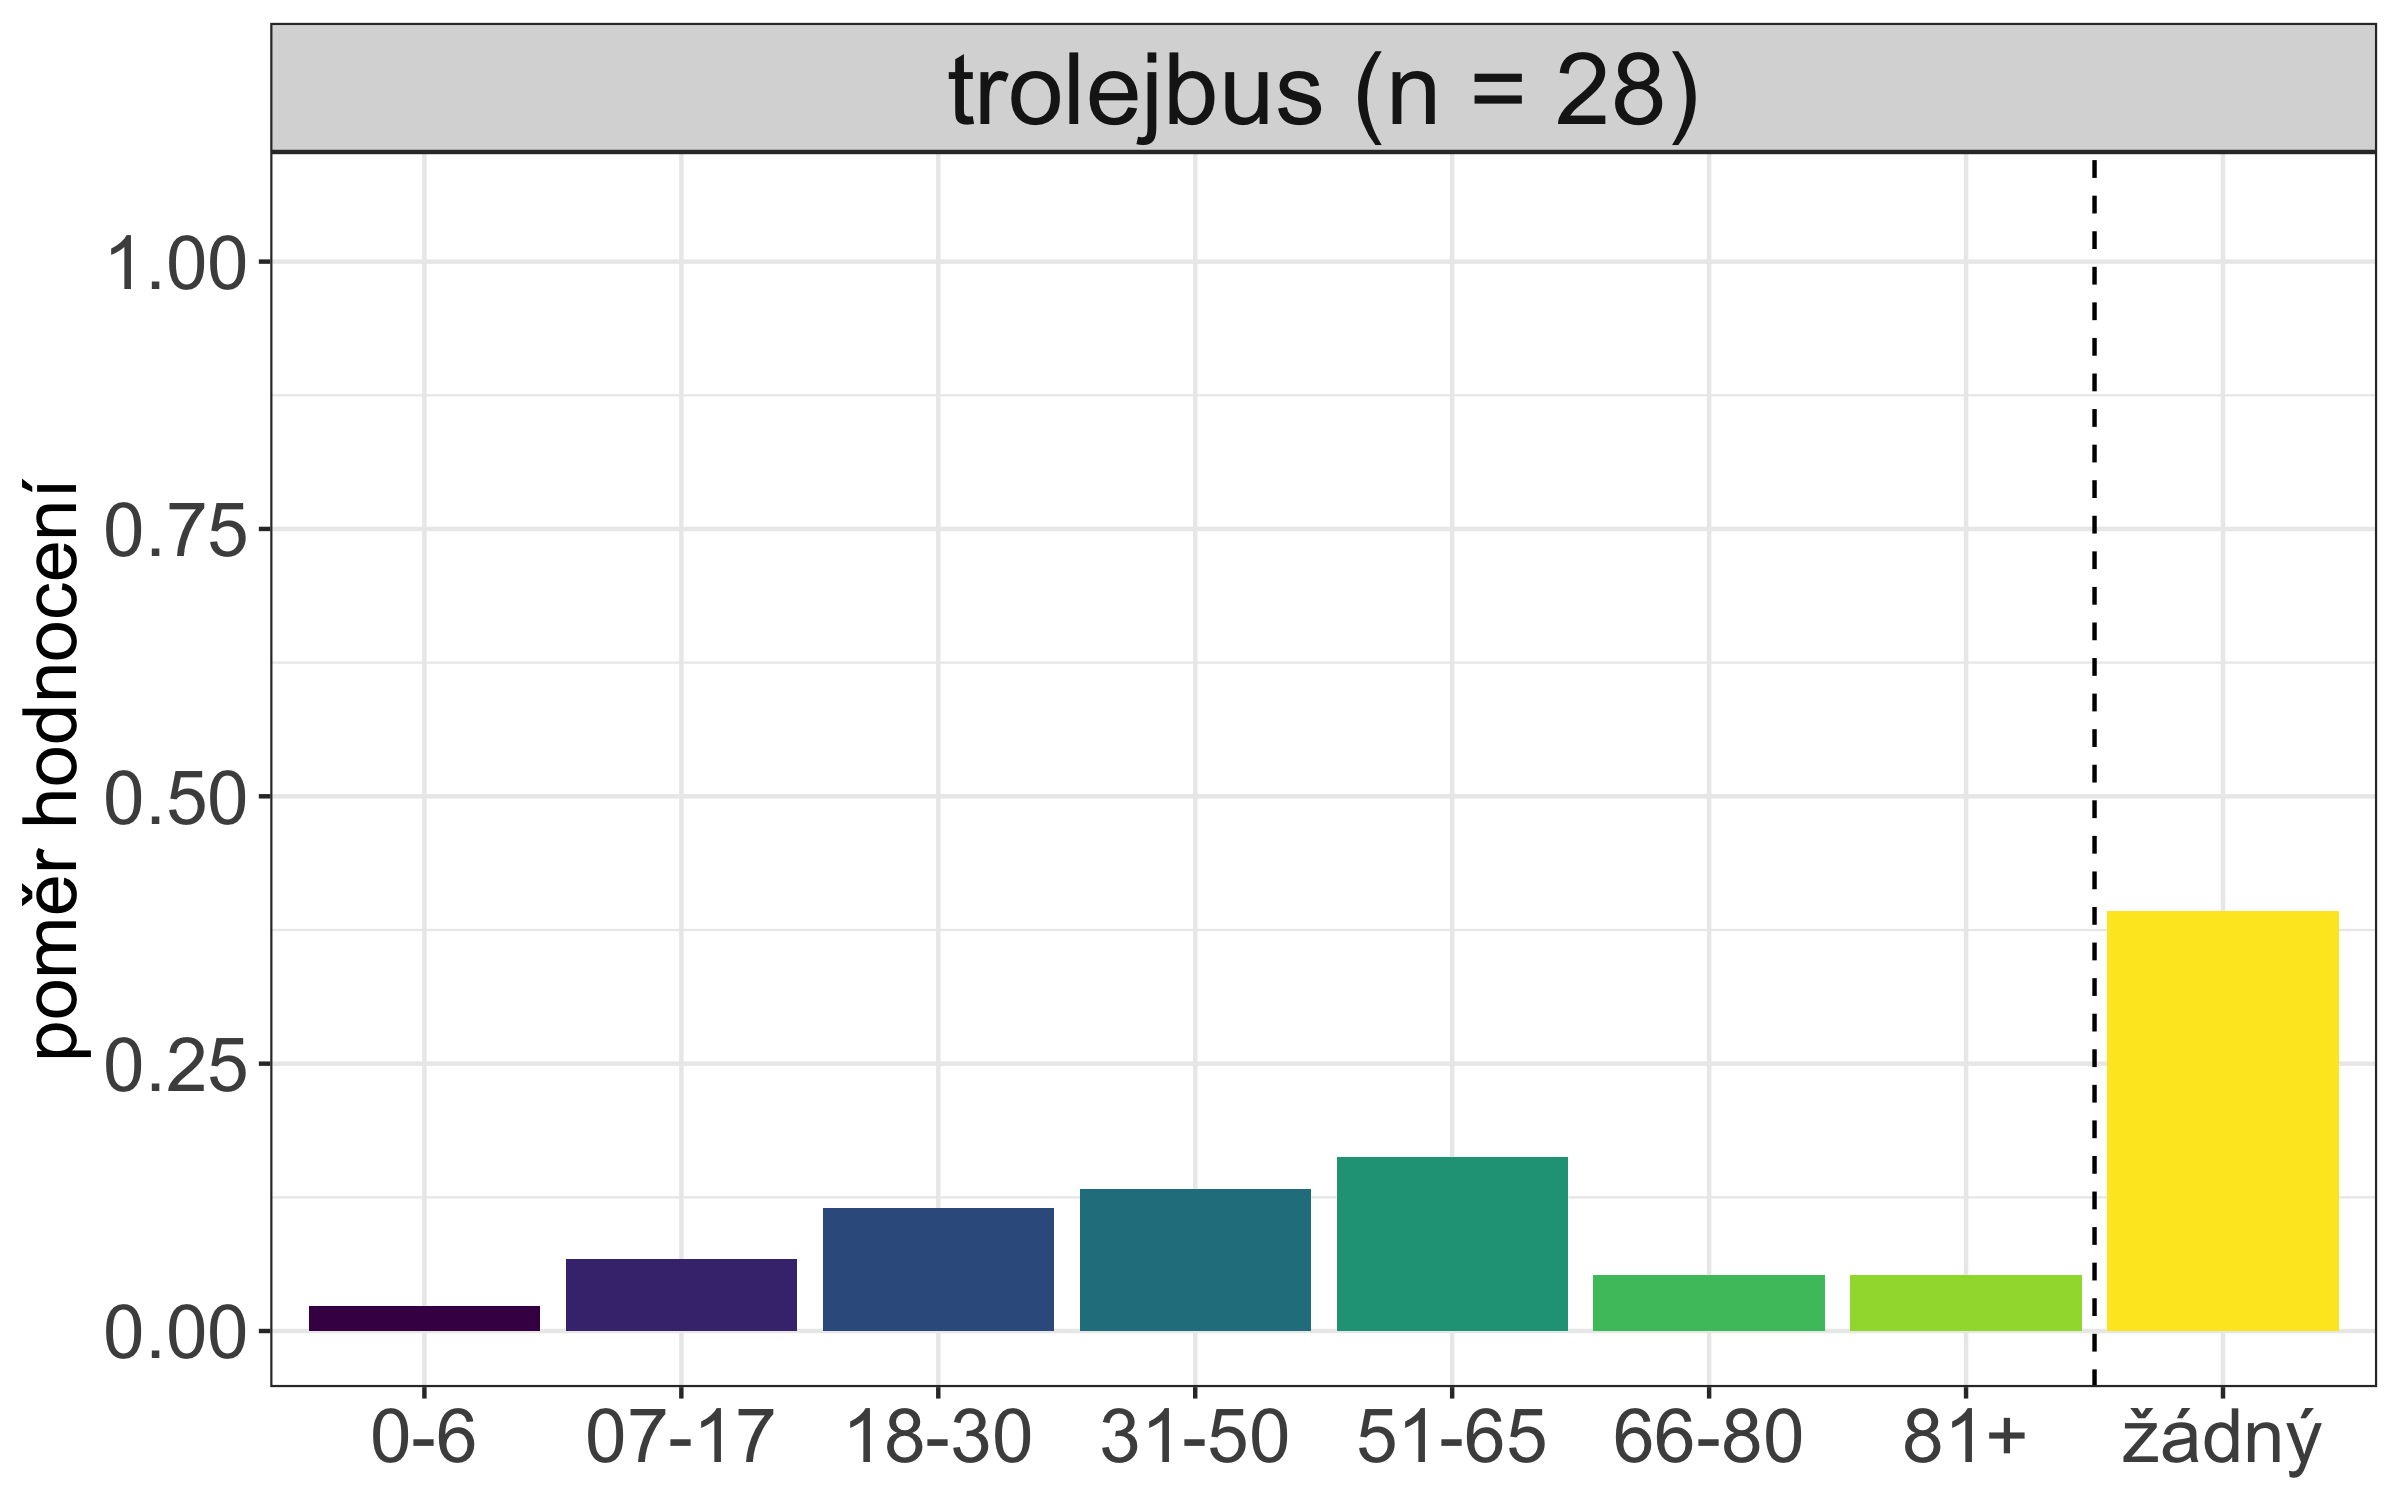 trolejbus (n = 28)
poměr hodnocení
1.00
0.75
0.50
0.25
0.00
0-6 07-17 18-30 31-50 51-65 66-80 81+ žádný